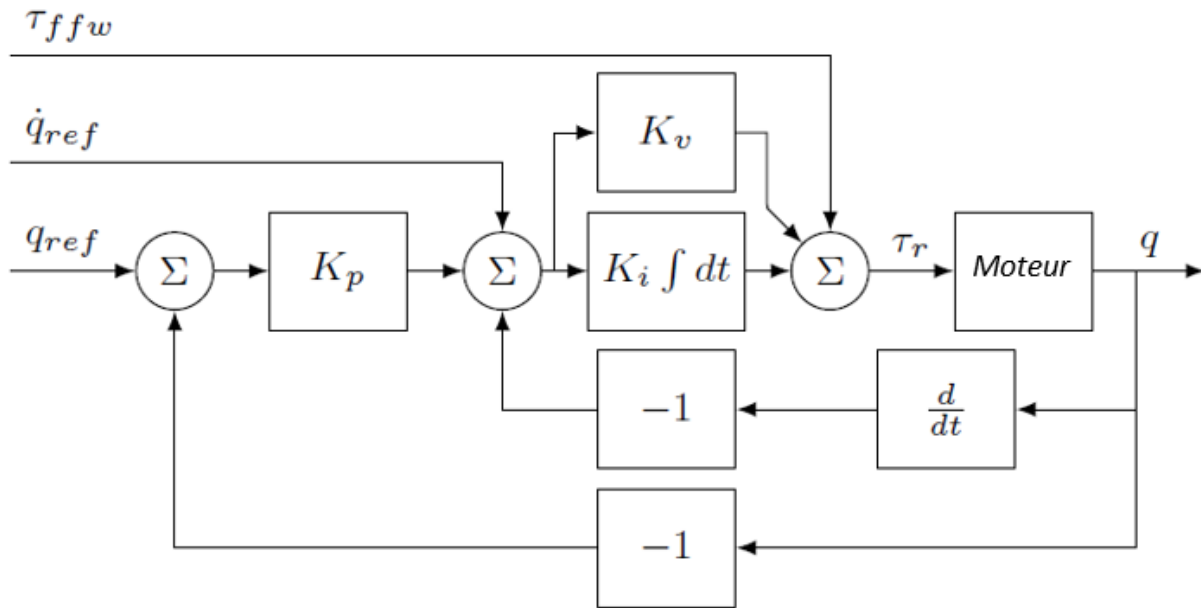 τ_ffw
q̇_ref
K_v
q_ref
Σ
K_p
Σ
K_i ∫ dt
Σ
τ_r
Moteur
q
−1
d/dt
−1